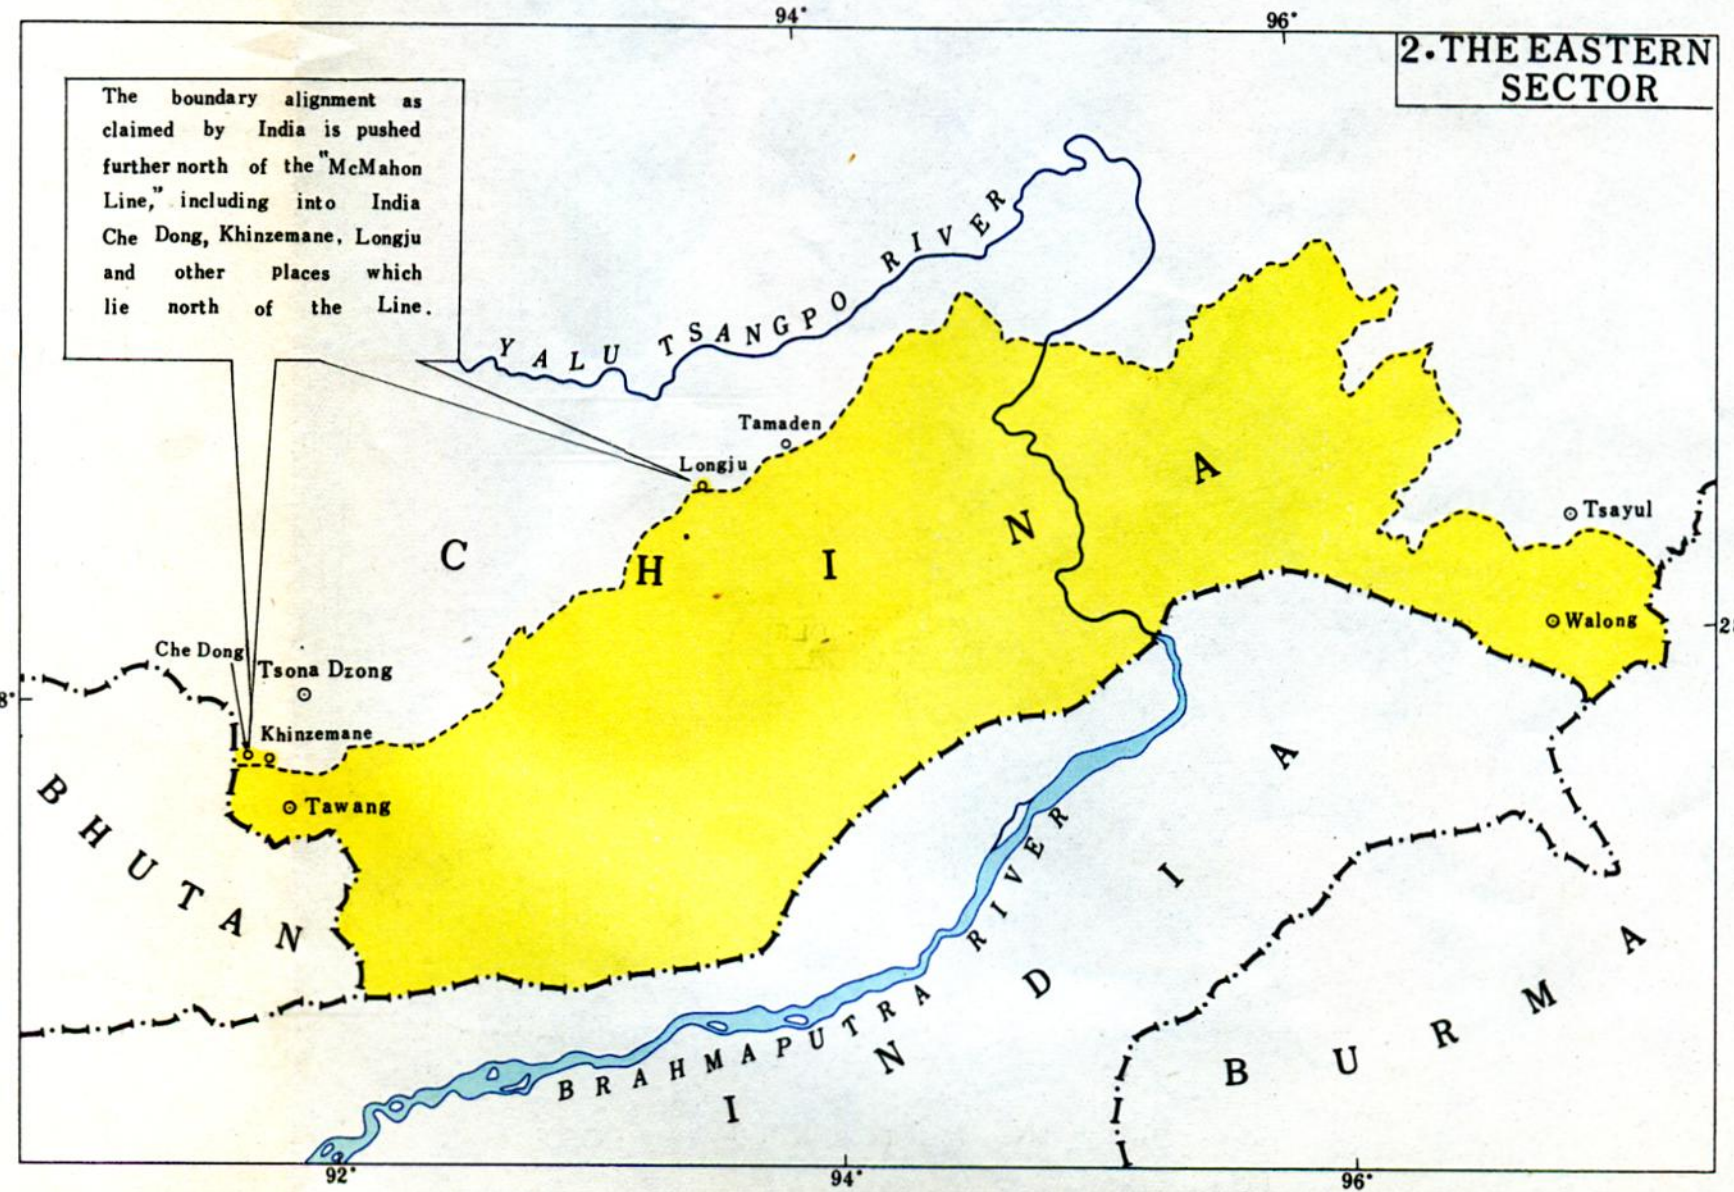 94°
96°
2. THE EASTERN
SECTOR
The boundary alignment as
claimed by India is pushed
further north of the "McMahon
Line," including into India
Che Dong, Khinzemane, Longju
and other places which
lie north of the Line.
YALU TSANGPO RIVER
Tamaden
Longju
CHINA
Tsayul
Walong
Che Dong
Tsona Dzong
8°
Khinzemane
Tawang
BHUTAN
BRAHMAPUTRA RIVER
INDIA
BURMA
92°
94°
96°